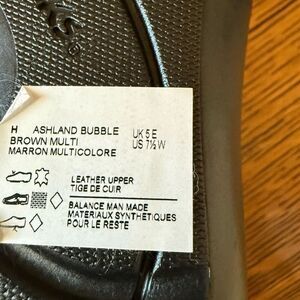 H ASHLAND BUBBLE UK 5 E
BROWN MULTI US 7½ W
MARRON MULTICOLORE
LEATHER UPPER
TIGE DE CUIR
BALANCE MAN MADE
MATERIAUX SYNTHETIQUES
POUR LE RESTE